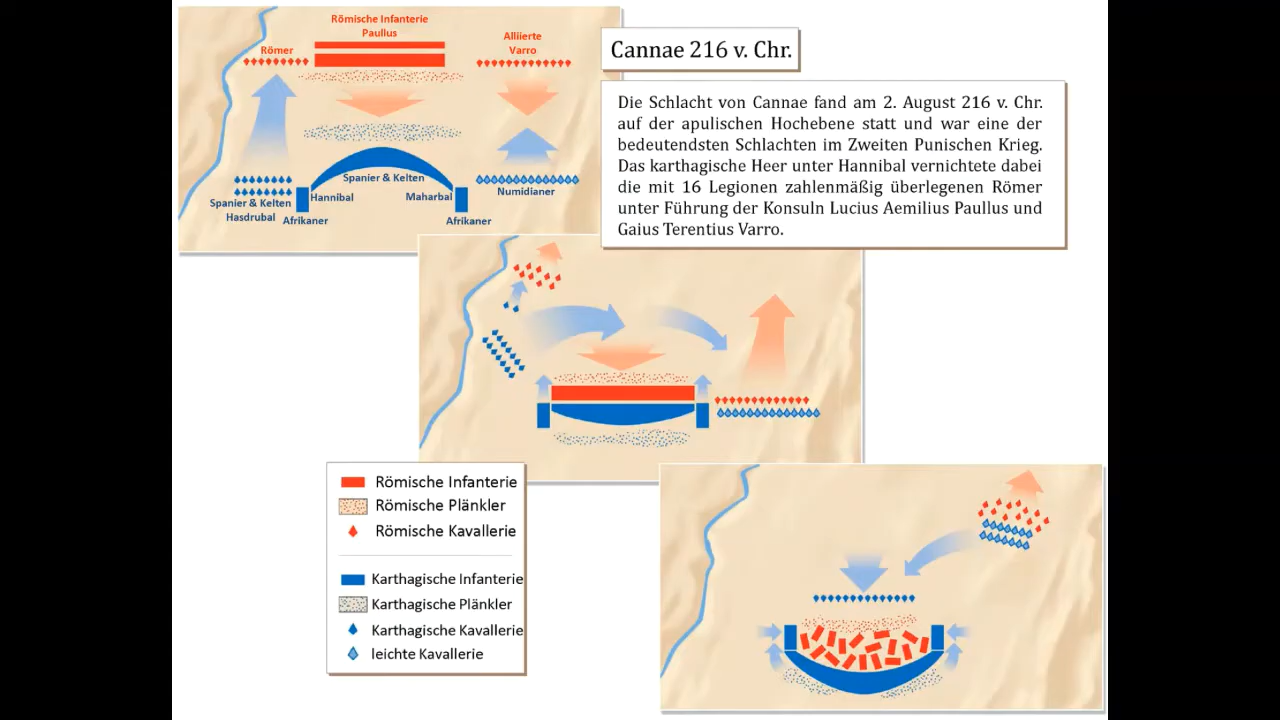 Cannae 216 v. Chr.
Die Schlacht von Cannae fand am 2. August 216 v. Chr.
auf der apulischen Hochebene statt und war eine der
bedeutendsten Schlachten im Zweiten Punischen Krieg.
Das karthagische Heer unter Hannibal vernichtete dabei
die mit 16 Legionen zahlenmäßig überlegenen Römer
unter Führung der Konsuln Lucius Aemilius Paullus und
Gaius Terentius Varro.
Römische Infanterie
Paullus
Römer
Alliierte
Varro
Spanier & Kelten
Hannibal
Maharbal
Numidianer
Spanier & Kelten
Hasdrubal
Afrikaner
Afrikaner
Römische Infanterie
Römische Plänkler
Römische Kavallerie
Karthagische Infanterie
Karthagische Plänkler
Karthagische Kavallerie
leichte Kavallerie